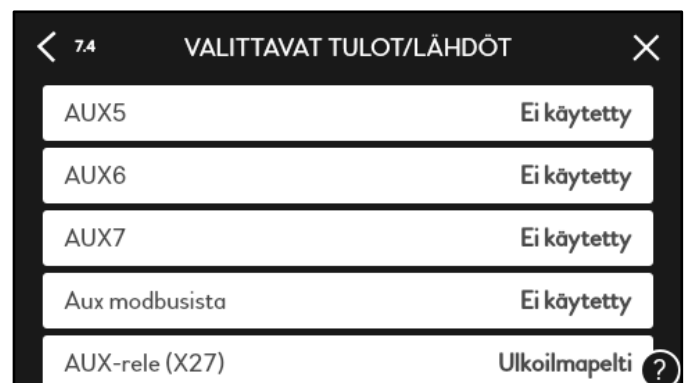 7.4 VALITTAVAT TULOT/LÄHDÖT
AUX5 Ei käytetty
AUX6 Ei käytetty
AUX7 Ei käytetty
Aux modbusista Ei käytetty
AUX-rele (X27) Ulkoilmapelti ?